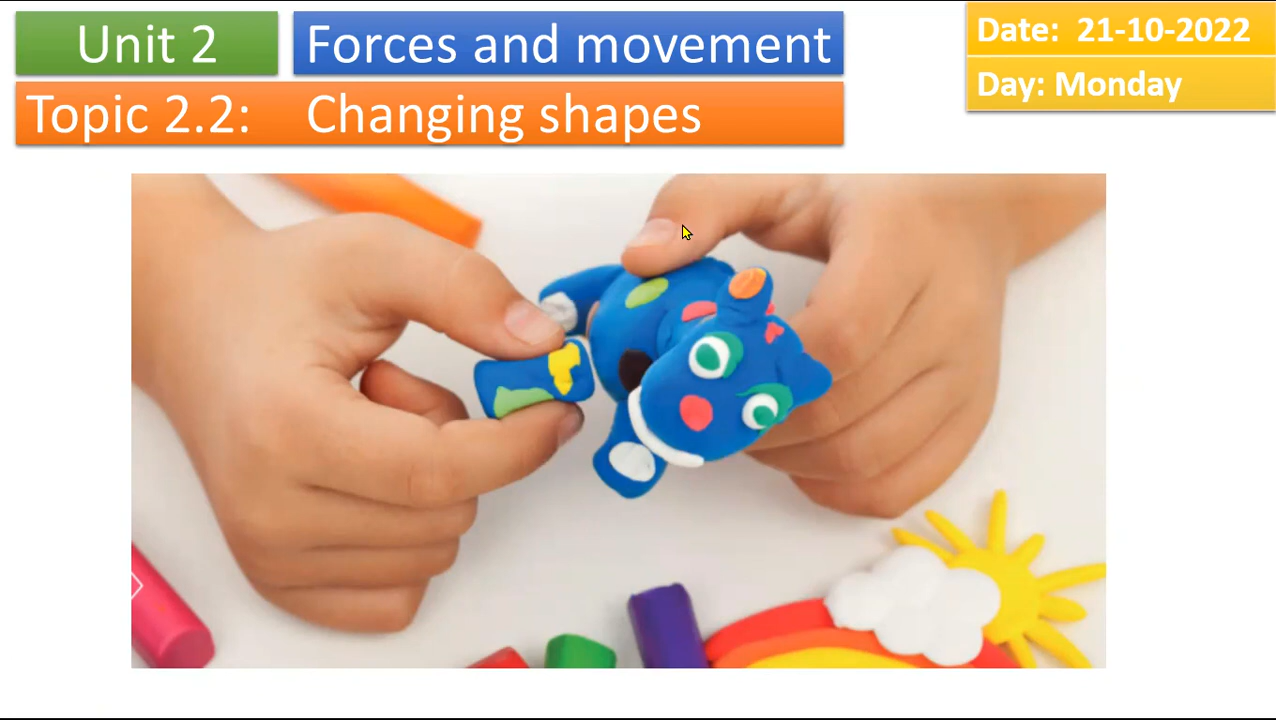 Unit 2
Forces and movement
Topic 2.2: Changing shapes
Date: 21-10-2022
Day: Monday